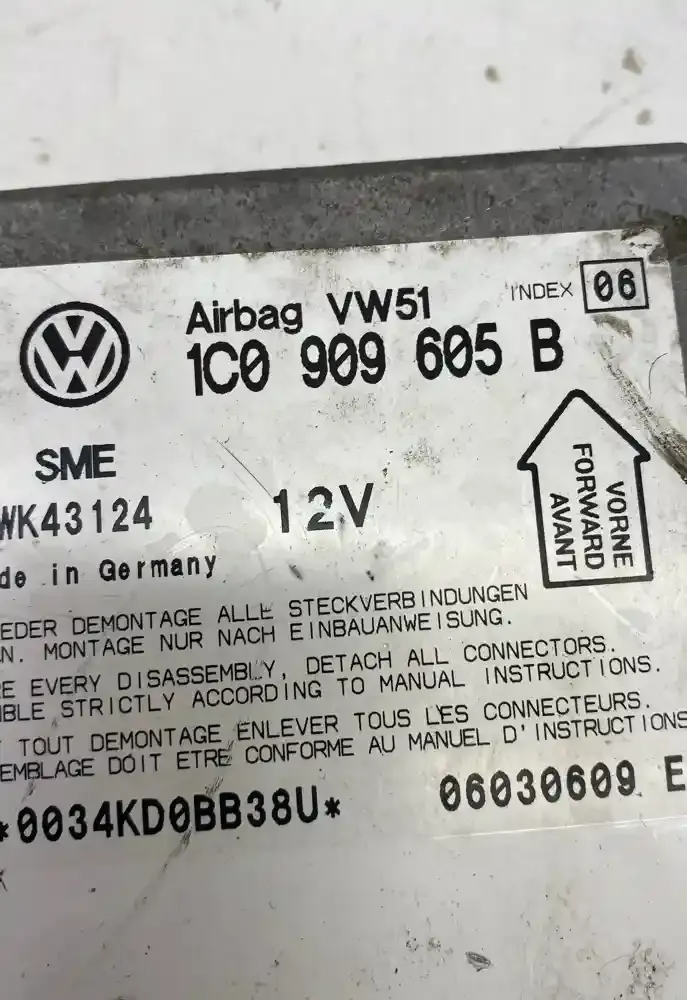 Airbag VW51 INDEX 06
1C0 909 605 B
SME
WK43124 12V
VORNE
FORWARD
AVANT
de in Germany
EDER DEMONTAGE ALLE STECKVERBINDUNGEN
N. MONTAGE NUR NACH EINBAUANWEISUNG.
RE EVERY DISASSEMBLY, DETACH ALL CONNECTORS.
BLE STRICTLY ACCORDING TO MANUAL INSTRUCTIONS.
TOUT DEMONTAGE ENLEVER TOUS LES CONNECTEURS.
EMBLAGE DOIT ETRE CONFORME AU MANUEL D'INSTRUCTIONS
*0034KD0BB38U* 06030609 E